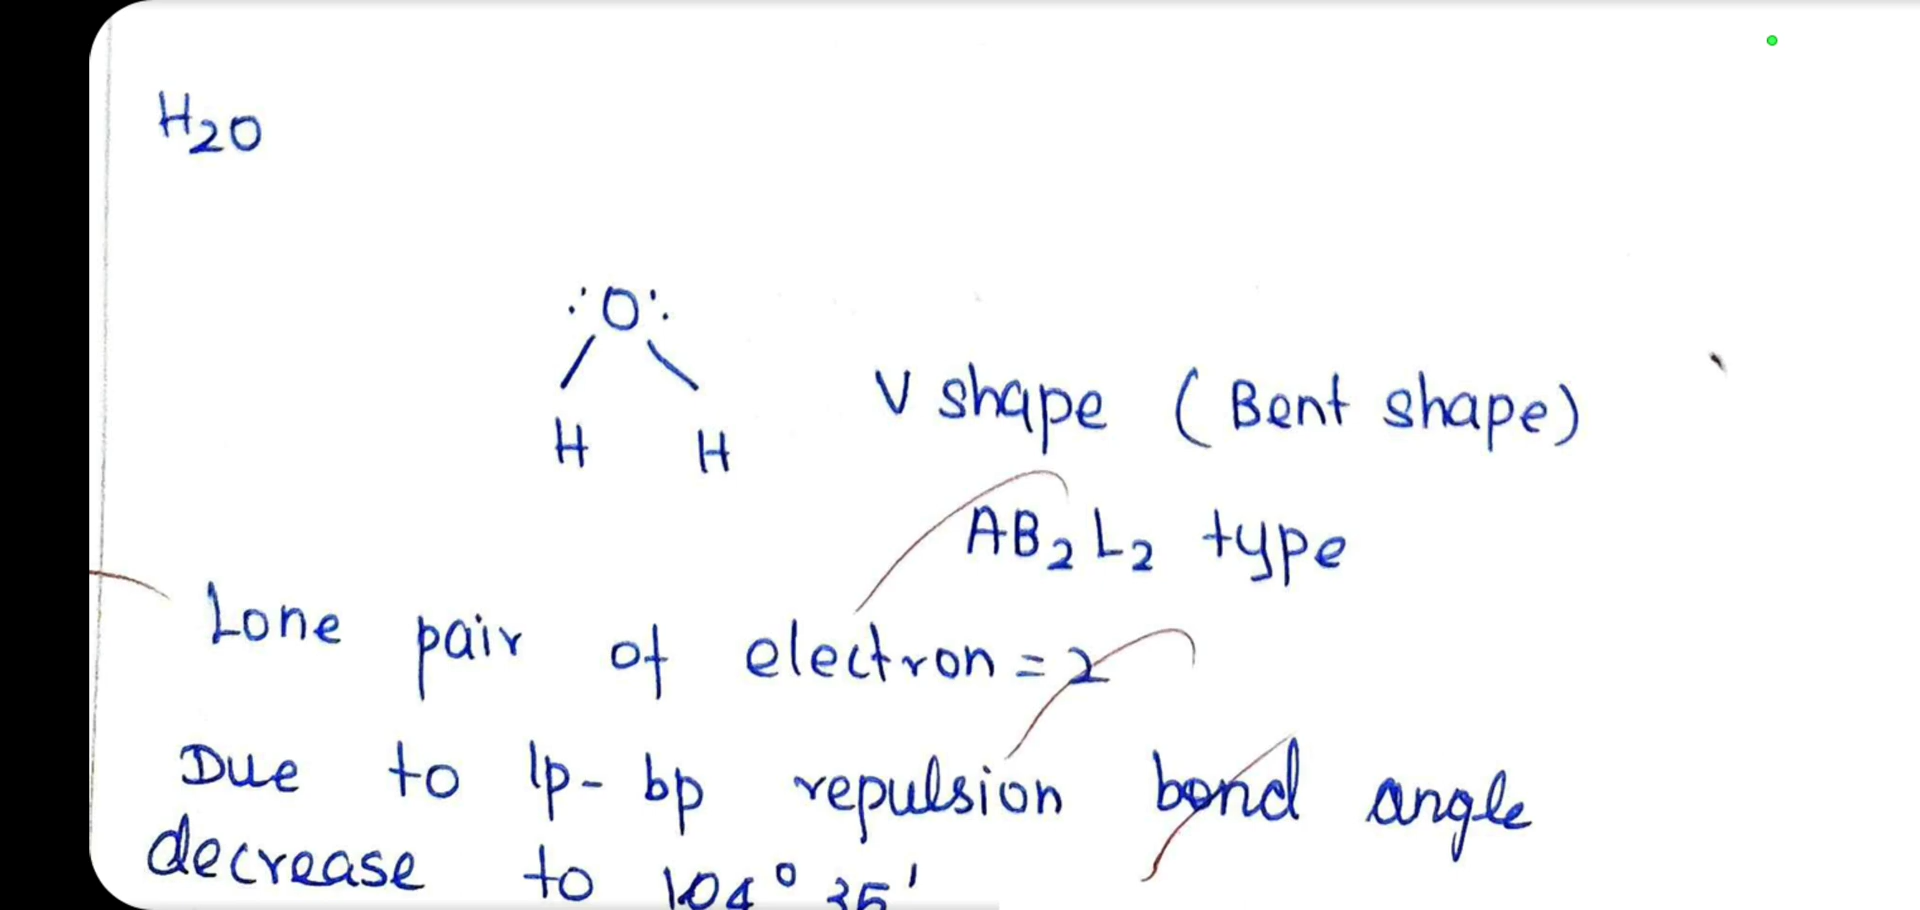 H2O
:O:
H H
V shape (Bent shape)
AB2L2 type
Lone pair of electron = 2
Due to lp-bp repulsion bond angle
decrease to 104° 35'